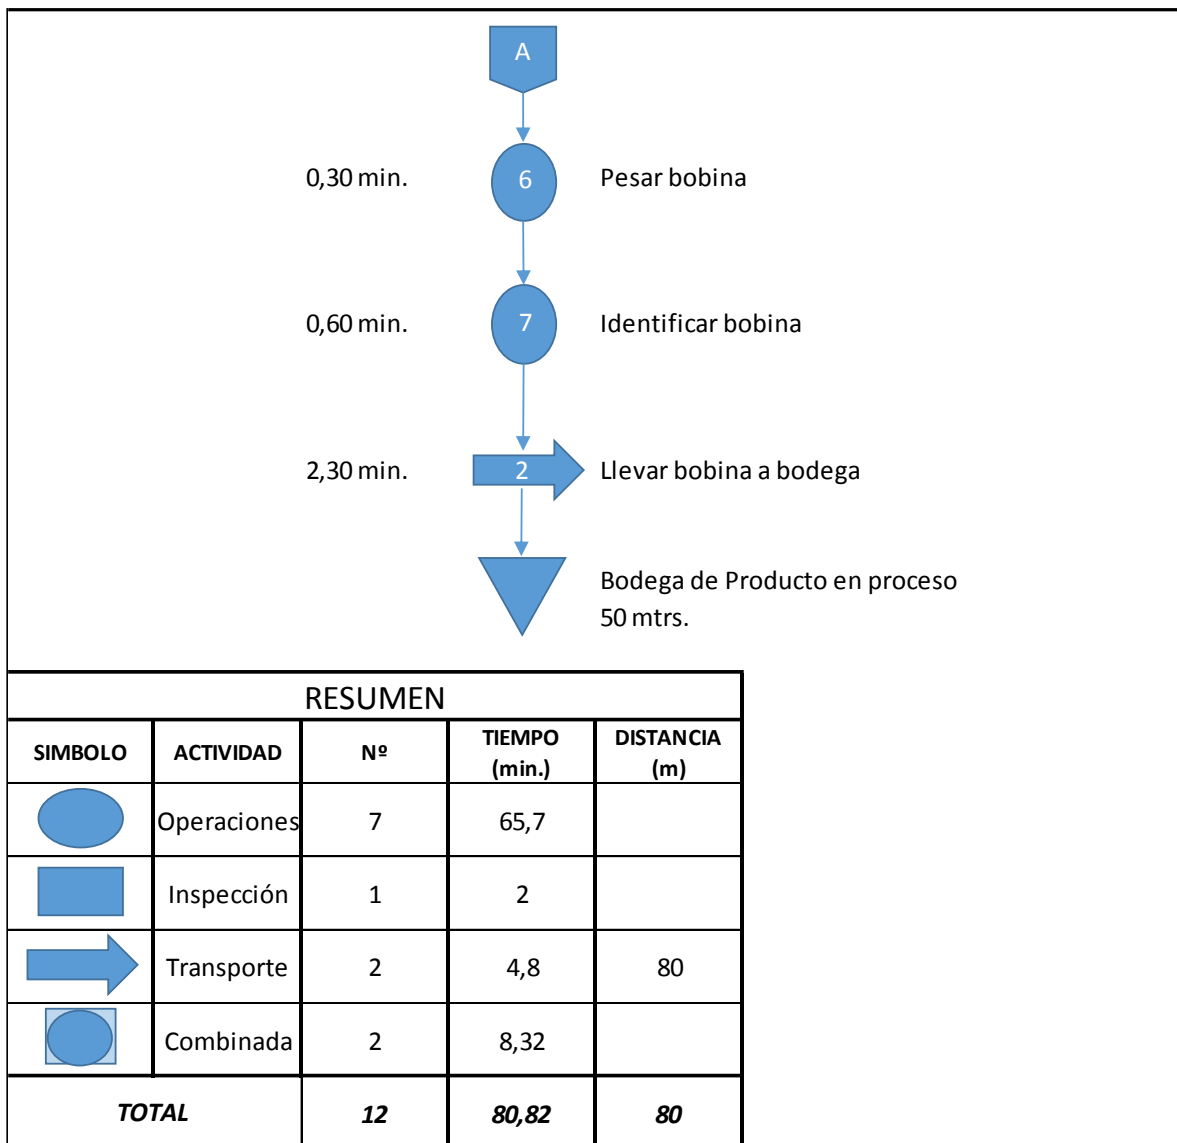 A
0,30 min. 6 Pesar bobina
0,60 min. 7 Identificar bobina
2,30 min. 2 Llevar bobina a bodega
Bodega de Producto en proceso
50 mtrs.
RESUMEN
SIMBOLO ACTIVIDAD Nº TIEMPO (min.) DISTANCIA (m)
Operaciones 7 65,7
Inspección 1 2
Transporte 2 4,8 80
Combinada 2 8,32
TOTAL 12 80,82 80